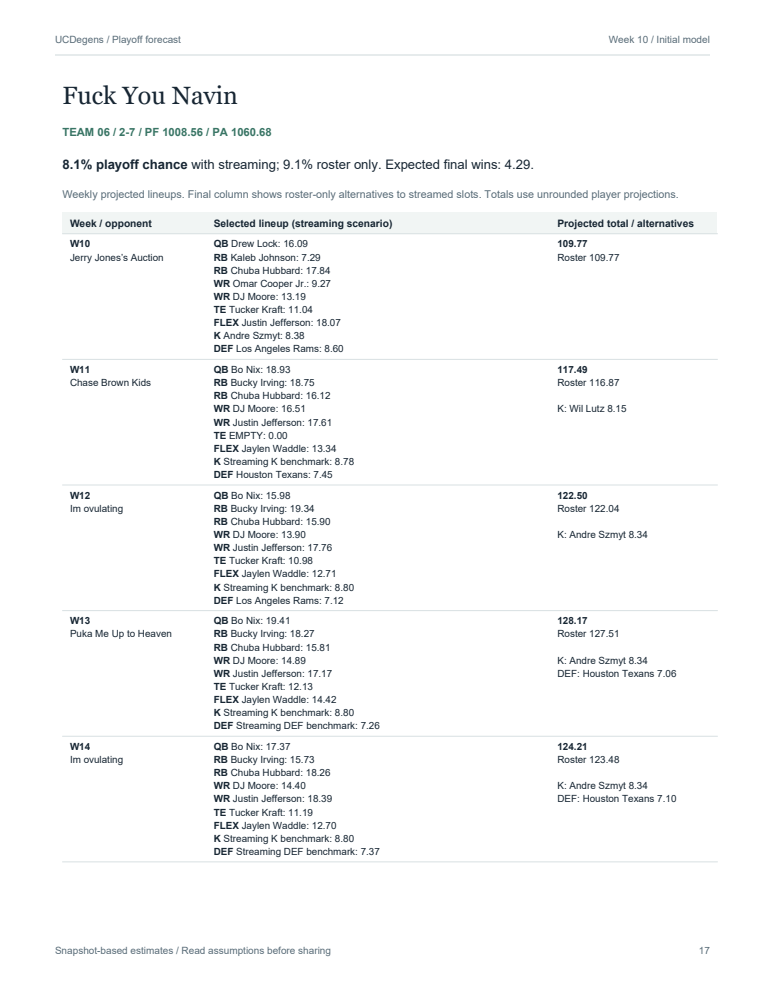 UCDegens / Playoff forecast
Week 10 / Initial model
Fuck You Navin
TEAM 06 / 2-7 / PF 1008.56 / PA 1060.68
8.1% playoff chance with streaming; 9.1% roster only. Expected final wins: 4.29.
Weekly projected lineups. Final column shows roster-only alternatives to streamed slots. Totals use unrounded player projections.
Week / opponent
Selected lineup (streaming scenario)
Projected total / alternatives
W10
Jerry Jones's Auction
QB Drew Lock: 16.09
RB Kaleb Johnson: 7.29
RB Chuba Hubbard: 17.84
WR Omar Cooper Jr.: 9.27
WR DJ Moore: 13.19
TE Tucker Kraft: 11.04
FLEX Justin Jefferson: 18.07
K Andre Szmyt: 8.38
DEF Los Angeles Rams: 8.60
109.77
Roster 109.77
W11
Chase Brown Kids
QB Bo Nix: 18.93
RB Bucky Irving: 18.75
RB Chuba Hubbard: 16.12
WR DJ Moore: 16.51
WR Justin Jefferson: 17.61
TE EMPTY: 0.00
FLEX Jaylen Waddle: 13.34
K Streaming K benchmark: 8.78
DEF Houston Texans: 7.45
117.49
Roster 116.87
K: Wil Lutz 8.15
W12
Im ovulating
QB Bo Nix: 15.98
RB Bucky Irving: 19.34
RB Chuba Hubbard: 15.90
WR DJ Moore: 13.90
WR Justin Jefferson: 17.76
TE Tucker Kraft: 10.98
FLEX Jaylen Waddle: 12.71
K Streaming K benchmark: 8.80
DEF Los Angeles Rams: 7.12
122.50
Roster 122.04
K: Andre Szmyt 8.34
W13
Puka Me Up to Heaven
QB Bo Nix: 19.41
RB Bucky Irving: 18.27
RB Chuba Hubbard: 15.81
WR DJ Moore: 14.89
WR Justin Jefferson: 17.17
TE Tucker Kraft: 12.13
FLEX Jaylen Waddle: 14.42
K Streaming K benchmark: 8.80
DEF Streaming DEF benchmark: 7.26
128.17
Roster 127.51
K: Andre Szmyt 8.34
DEF: Houston Texans 7.06
W14
Im ovulating
QB Bo Nix: 17.37
RB Bucky Irving: 15.73
RB Chuba Hubbard: 18.26
WR DJ Moore: 14.40
WR Justin Jefferson: 18.39
TE Tucker Kraft: 11.19
FLEX Jaylen Waddle: 12.70
K Streaming K benchmark: 8.80
DEF Streaming DEF benchmark: 7.37
124.21
Roster 123.48
K: Andre Szmyt 8.34
DEF: Houston Texans 7.10
Snapshot-based estimates / Read assumptions before sharing
17